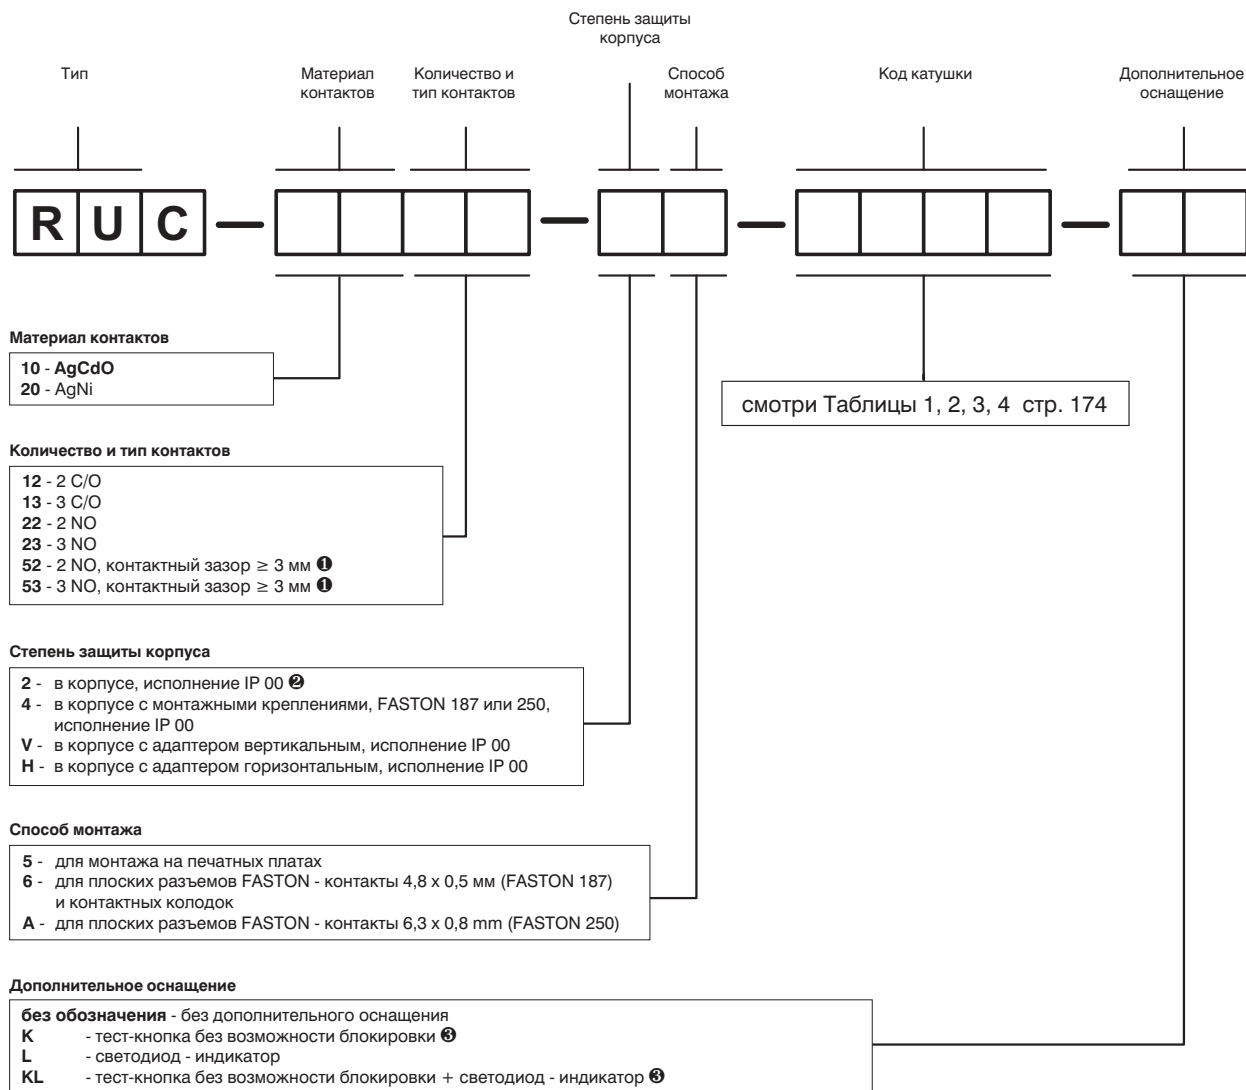 Степень защиты
корпуса
Тип
Материал
контактов
Количество и
тип контактов
Способ
монтажа
Код катушки
Дополнительное
оснащение
R U C
Материал контактов
10 - AgCdO
20 - AgNi
смотри Таблицы 1, 2, 3, 4 стр. 174
Количество и тип контактов
12 - 2 C/O
13 - 3 C/O
22 - 2 NO
23 - 3 NO
52 - 2 NO, контактный зазор ≥ 3 мм ❶
53 - 3 NO, контактный зазор ≥ 3 мм ❶
Степень защиты корпуса
2 - в корпусе, исполнение IP 00 ❷
4 - в корпусе с монтажными креплениями, FASTON 187 или 250,
исполнение IP 00
V - в корпусе с адаптером вертикальным, исполнение IP 00
H - в корпусе с адаптером горизонтальным, исполнение IP 00
Способ монтажа
5 - для монтажа на печатных платах
6 - для плоских разъемов FASTON - контакты 4,8 x 0,5 мм (FASTON 187)
и контактных колодок
A - для плоских разъемов FASTON - контакты 6,3 x 0,8 mm (FASTON 250)
Дополнительное оснащение
без обозначения - без дополнительного оснащения
K - тест-кнопка без возможности блокировки ❸
L - светодиод - индикатор
KL - тест-кнопка без возможности блокировки + светодиод - индикатор ❸